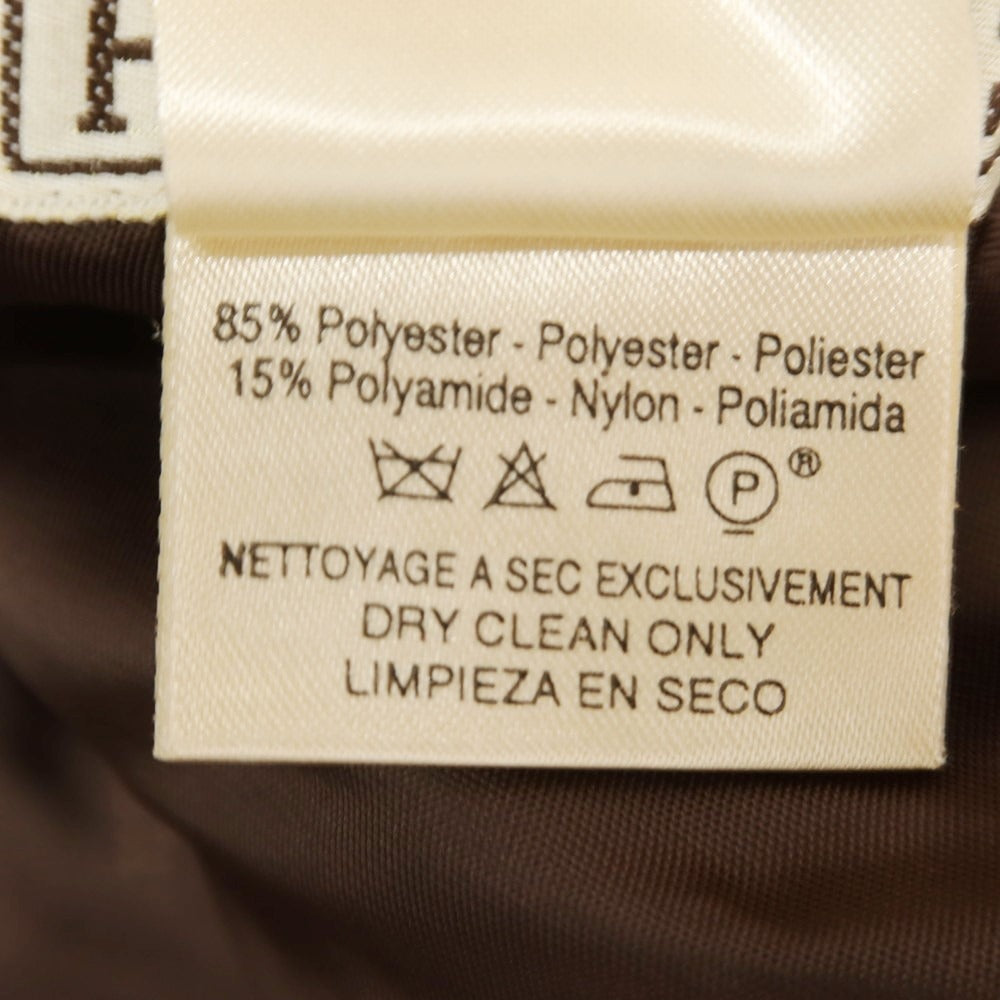 85% Polyester - Polyester - Poliester
15% Polyamide - Nylon - Poliamida
P ®
NETTOYAGE A SEC EXCLUSIVEMENT
DRY CLEAN ONLY
LIMPIEZA EN SECO